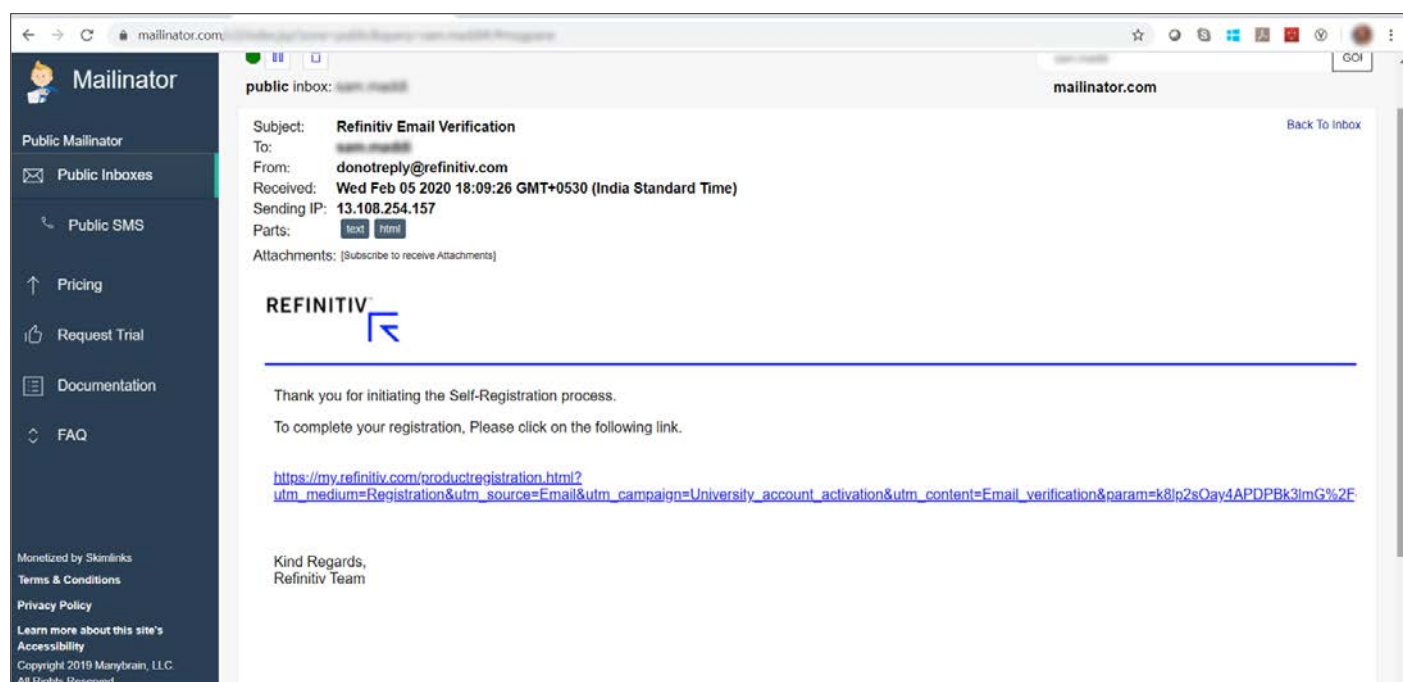 mailinator.com
Mailinator
GO!
public inbox:
mailinator.com
Public Mailinator
Public Inboxes
Public SMS
Pricing
Request Trial
Documentation
FAQ
Monetized by Skimlinks
Terms & Conditions
Privacy Policy
Learn more about this site's
Accessibility
Copyright 2019 Manybrain, LLC.
All Rights Reserved
Subject: Refinitiv Email Verification
Back To Inbox
To:
From: donotreply@refinitiv.com
Received: Wed Feb 05 2020 18:09:26 GMT+0530 (India Standard Time)
Sending IP: 13.108.254.157
Parts: text html
Attachments: [Subscribe to receive Attachments]
REFINITIV
Thank you for initiating the Self-Registration process.
To complete your registration, Please click on the following link.
https://my.refinitiv.com/productregistration.html?
utm_medium=Registration&utm_source=Email&utm_campaign=University_account_activation&utm_content=Email_verification&param=k8lp2sOay4APDPBk3lmG%2F
Kind Regards,
Refinitiv Team